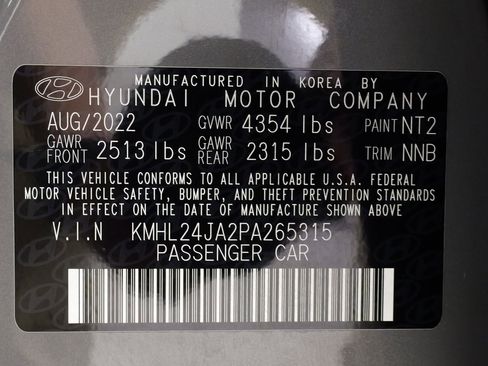 MANUFACTURED IN KOREA BY
HYUNDAI MOTOR COMPANY
AUG/2022 GVWR 4354 lbs PAINT NT2
GAWR FRONT 2513 lbs GAWR REAR 2315 lbs TRIM NNB
THIS VEHICLE CONFORMS TO ALL APPLICABLE U.S.A. FEDERAL
MOTOR VEHICLE SAFETY, BUMPER, AND THEFT PREVENTION STANDARDS
IN EFFECT ON THE DATE OF MANUFACTURE SHOWN ABOVE
V.I.N KMHL24JA2PA265315
PASSENGER CAR